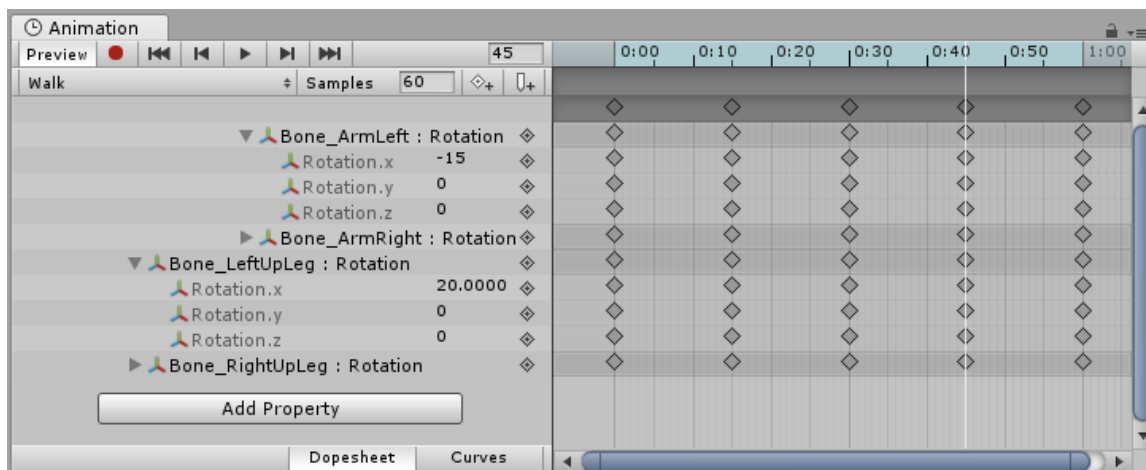 Animation
Preview 45 0:00 0:10 0:20 0:30 0:40 0:50 1:00
Walk Samples 60
Bone_ArmLeft : Rotation
Rotation.x -15
Rotation.y 0
Rotation.z 0
Bone_ArmRight : Rotation
Bone_LeftUpLeg : Rotation
Rotation.x 20.0000
Rotation.y 0
Rotation.z 0
Bone_RightUpLeg : Rotation
Add Property
Dopesheet Curves